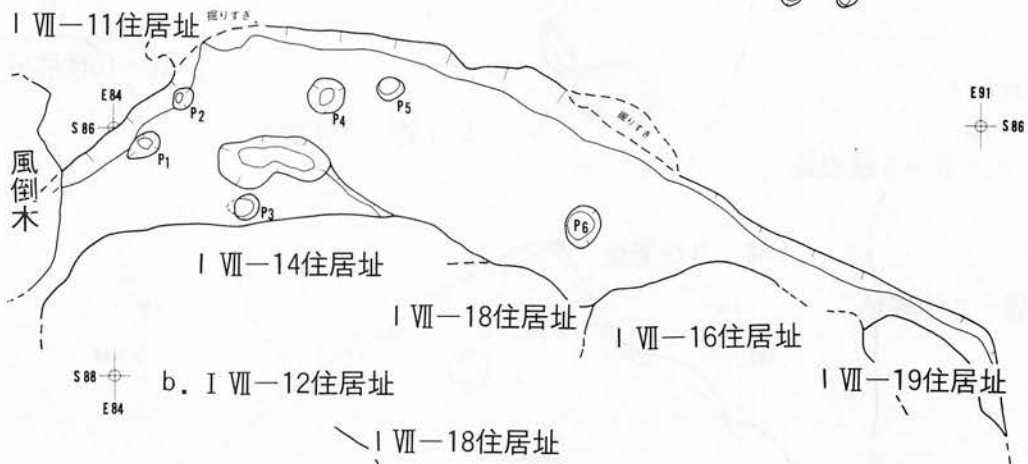 I Ⅶ－11住居址
掘りすぎ
E84
S86
P2
P1
P4
P5
E91
S86
掘りすぎ
風倒木
P3
P6
I Ⅶ－14住居址
I Ⅶ－18住居址
I Ⅶ－16住居址
I Ⅶ－19住居址
S88
E84
b. I Ⅶ－12住居址
I Ⅶ－18住居址